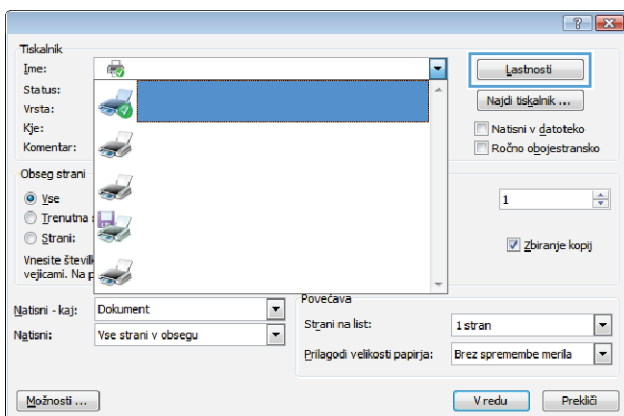 Tiskalnik
Ime:
Lastnosti
Status:
Najdi tiskalnik ...
Vrsta:
Kje:
Natisni v datoteko
Komentar:
Ročno obojestransko
Obseg strani
Vse
1
Trenutna
Strani:
Zbiranje kopij
Vnesite števil
vejicami. Na p
Povečava
Natisni - kaj: Dokument
Strani na list: 1 stran
Natisni: Vse strani v obsegu
Prilagodi velikosti papirja: Brez spremembe merila
Možnosti ...
V redu
Prekliči